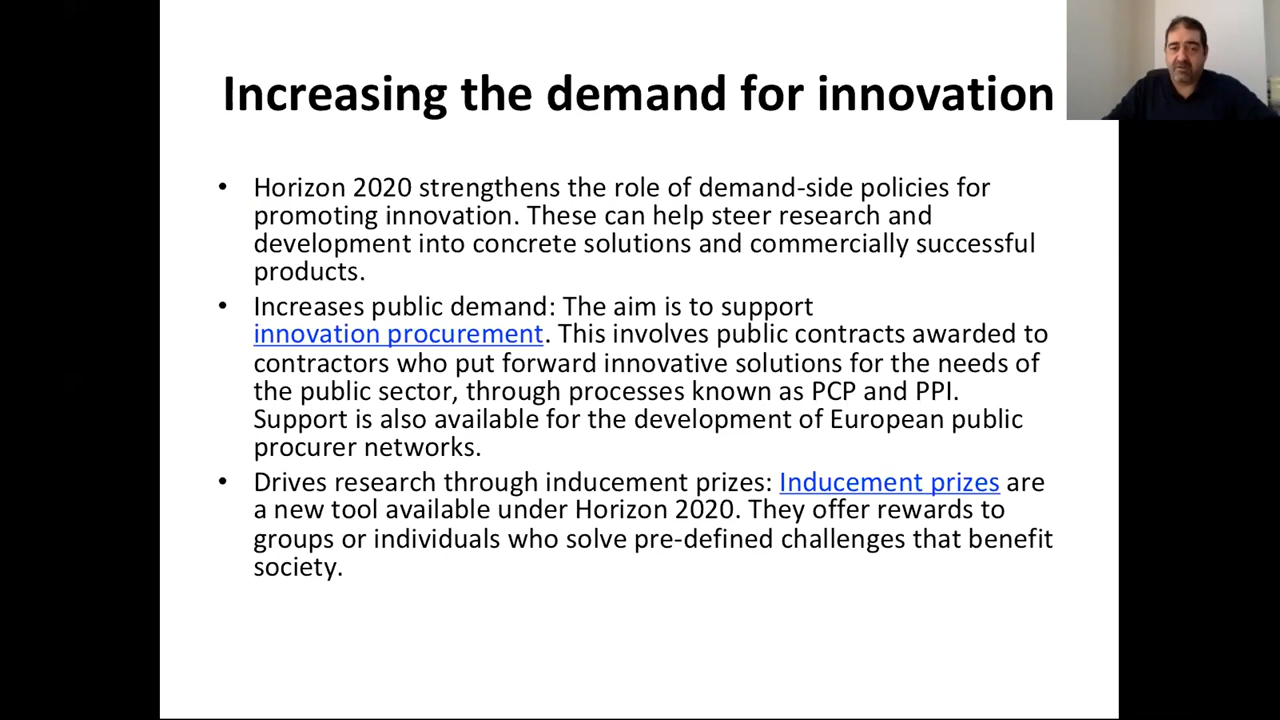 Increasing the demand for innovation
• Horizon 2020 strengthens the role of demand-side policies for
promoting innovation. These can help steer research and
development into concrete solutions and commercially successful
products.
• Increases public demand: The aim is to support
innovation procurement. This involves public contracts awarded to
contractors who put forward innovative solutions for the needs of
the public sector, through processes known as PCP and PPI.
Support is also available for the development of European public
procurer networks.
• Drives research through inducement prizes: Inducement prizes are
a new tool available under Horizon 2020. They offer rewards to
groups or individuals who solve pre-defined challenges that benefit
society.